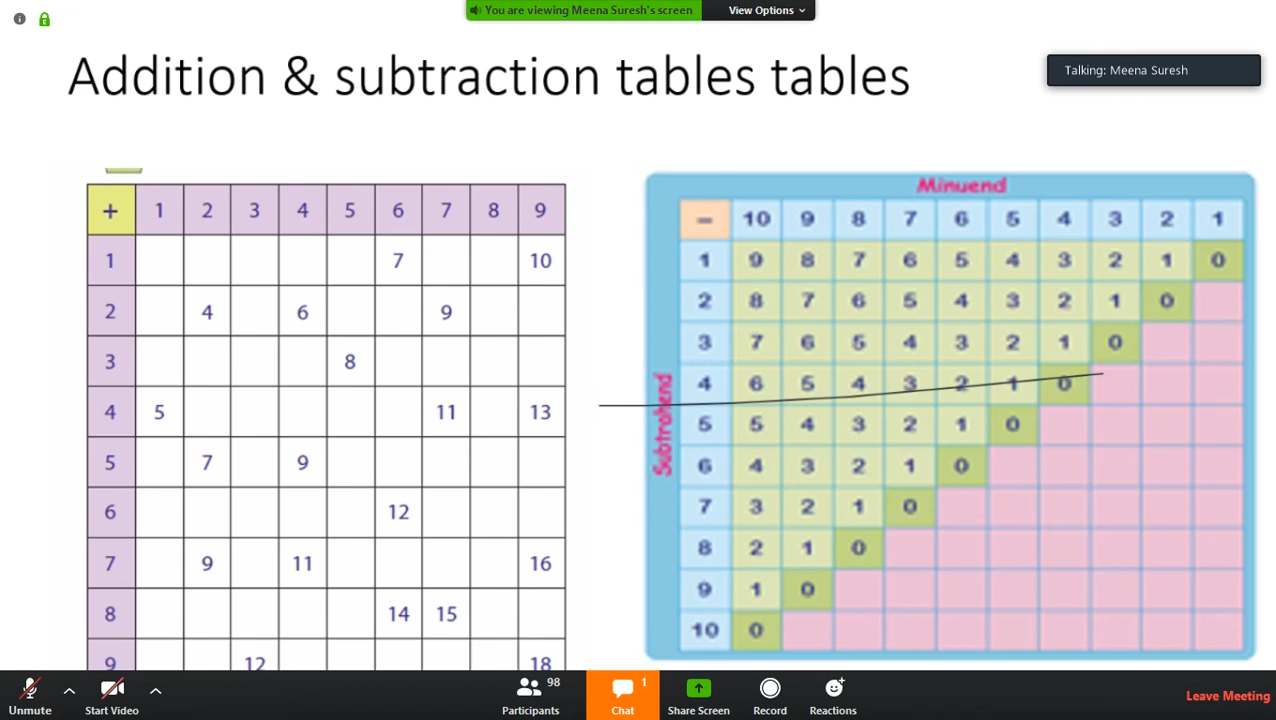 You are viewing Meena Suresh's screen
View Options
Addition & subtraction tables tables
Talking: Meena Suresh
+ 1 2 3 4 5 6 7 8 9
1 7 10
2 4 6 9
3 8
4 5 11 13
5 7 9
6 12
7 9 11 16
8 14 15
9 12 18
Minuend
Subtrahend
− 10 9 8 7 6 5 4 3 2 1
1 9 8 7 6 5 4 3 2 1 0
2 8 7 6 5 4 3 2 1 0
3 7 6 5 4 3 2 1 0
4 6 5 4 3 2 1 0
5 5 4 3 2 1 0
6 4 3 2 1 0
7 3 2 1 0
8 2 1 0
9 1 0
10 0
Unmute
Start Video
Participants 98
Chat 1
Share Screen
Record
Reactions
Leave Meeting